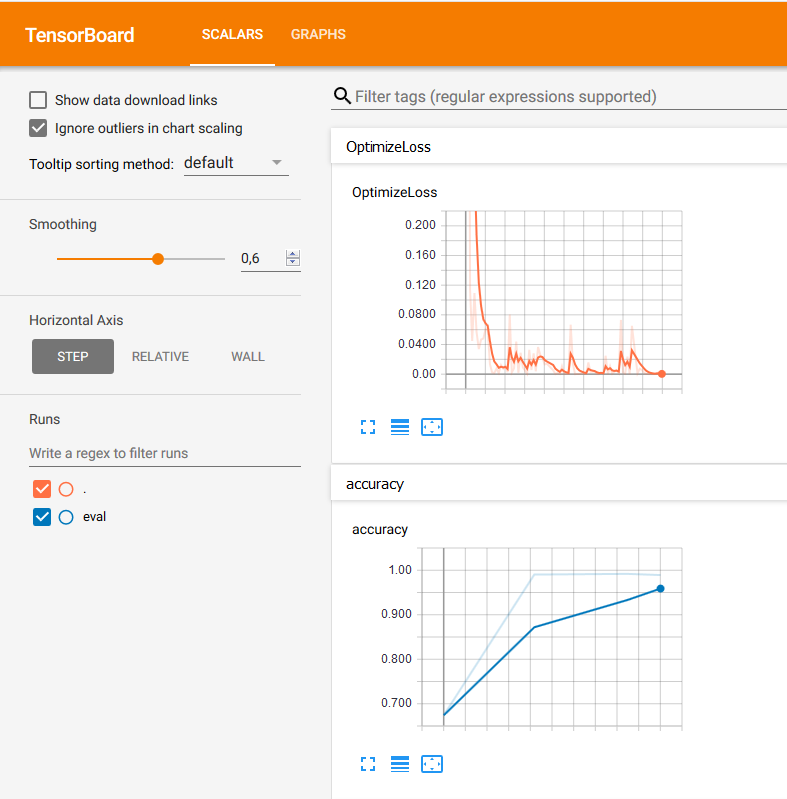 TensorBoard SCALARS GRAPHS
Show data download links
Ignore outliers in chart scaling
Tooltip sorting method: default
Smoothing
0,6
Horizontal Axis
STEP RELATIVE WALL
Runs
Write a regex to filter runs
.
eval
Filter tags (regular expressions supported)
OptimizeLoss
OptimizeLoss
0.200
0.160
0.120
0.0800
0.0400
0.00
accuracy
accuracy
1.00
0.900
0.800
0.700